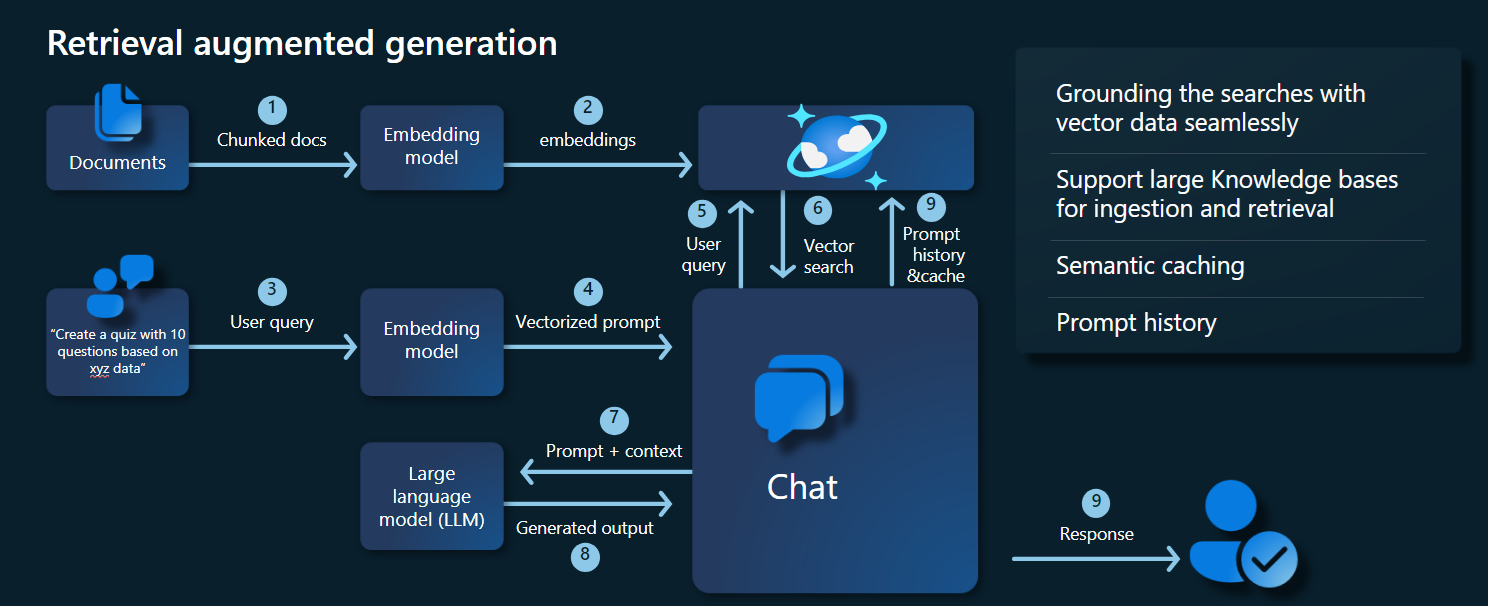 Retrieval augmented generation
Documents
1
Chunked docs
Embedding
model
2
embeddings
5
User
query
6
Vector
search
9
Prompt
history
&cache
"Create a quiz with 10
questions based on
xyz data"
3
User query
Embedding
model
4
Vectorized prompt
7
Prompt + context
Large
language
model (LLM)
Generated output
8
Chat
9
Response
Grounding the searches with
vector data seamlessly
Support large Knowledge bases
for ingestion and retrieval
Semantic caching
Prompt history